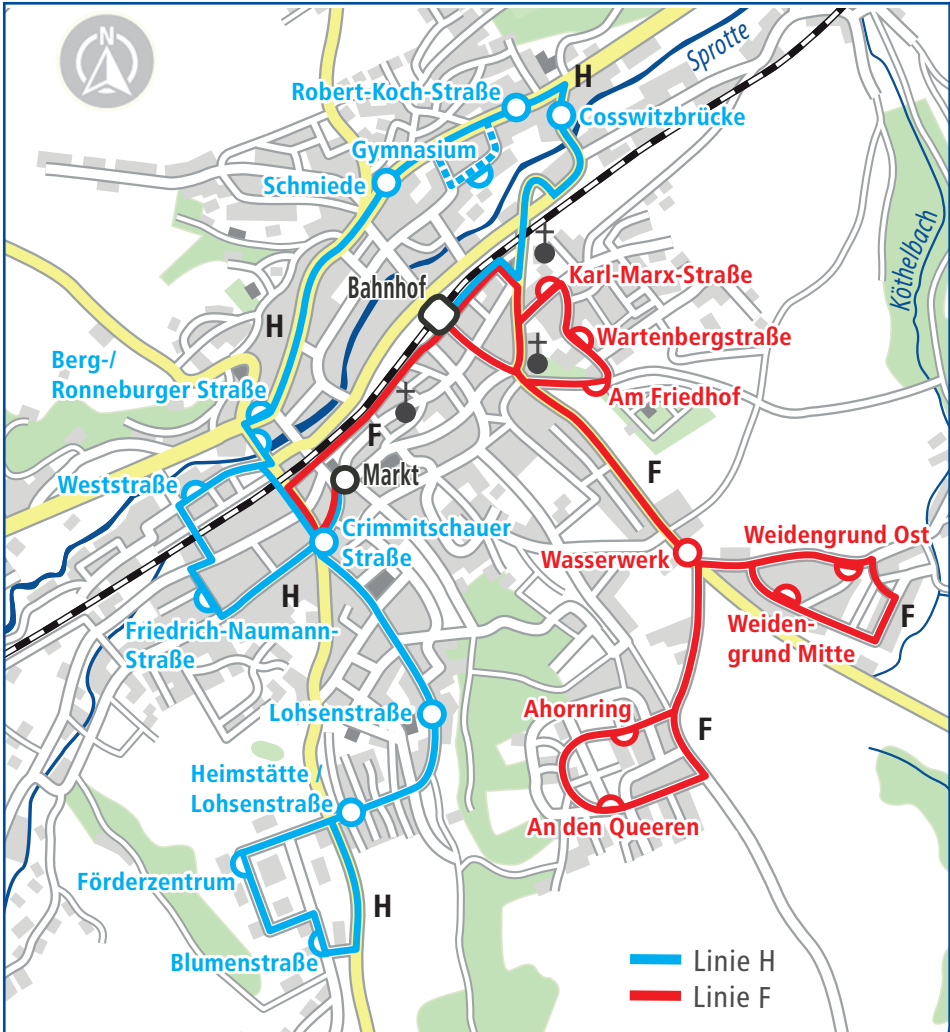 N
Sprotte
H
Robert-Koch-Straße
Cosswitzbrücke
Gymnasium
Schmiede
Köthelbach
Karl-Marx-Straße
Bahnhof
H
Wartenbergstraße
Berg-/
Ronneburger Straße
Am Friedhof
F
F
Markt
Weststraße
Crimmitschauer
Straße
Weidengrund Ost
Wasserwerk
H
F
Weiden-
grund Mitte
Friedrich-Naumann-
Straße
Lohsenstraße
Ahornring
F
Heimstätte /
Lohsenstraße
An den Queeren
Förderzentrum
H
Blumenstraße
Linie H
Linie F